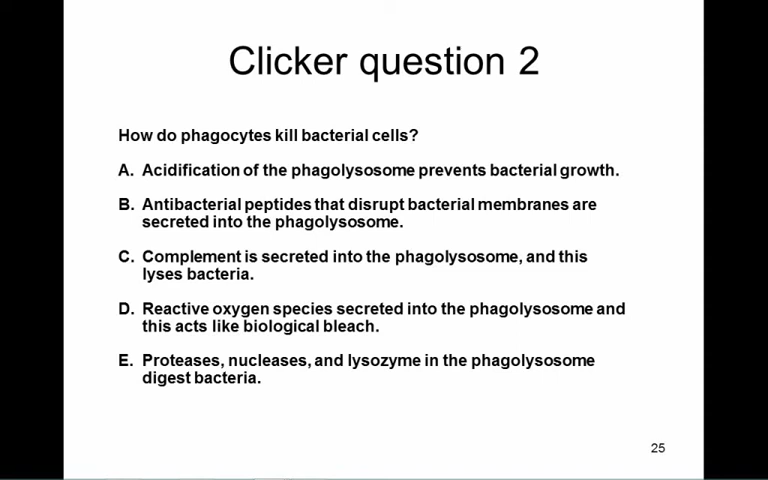 Clicker question 2
How do phagocytes kill bacterial cells?
A. Acidification of the phagolysosome prevents bacterial growth.
B. Antibacterial peptides that disrupt bacterial membranes are
secreted into the phagolysosome.
C. Complement is secreted into the phagolysosome, and this
lyses bacteria.
D. Reactive oxygen species secreted into the phagolysosome and
this acts like biological bleach.
E. Proteases, nucleases, and lysozyme in the phagolysosome
digest bacteria.
25